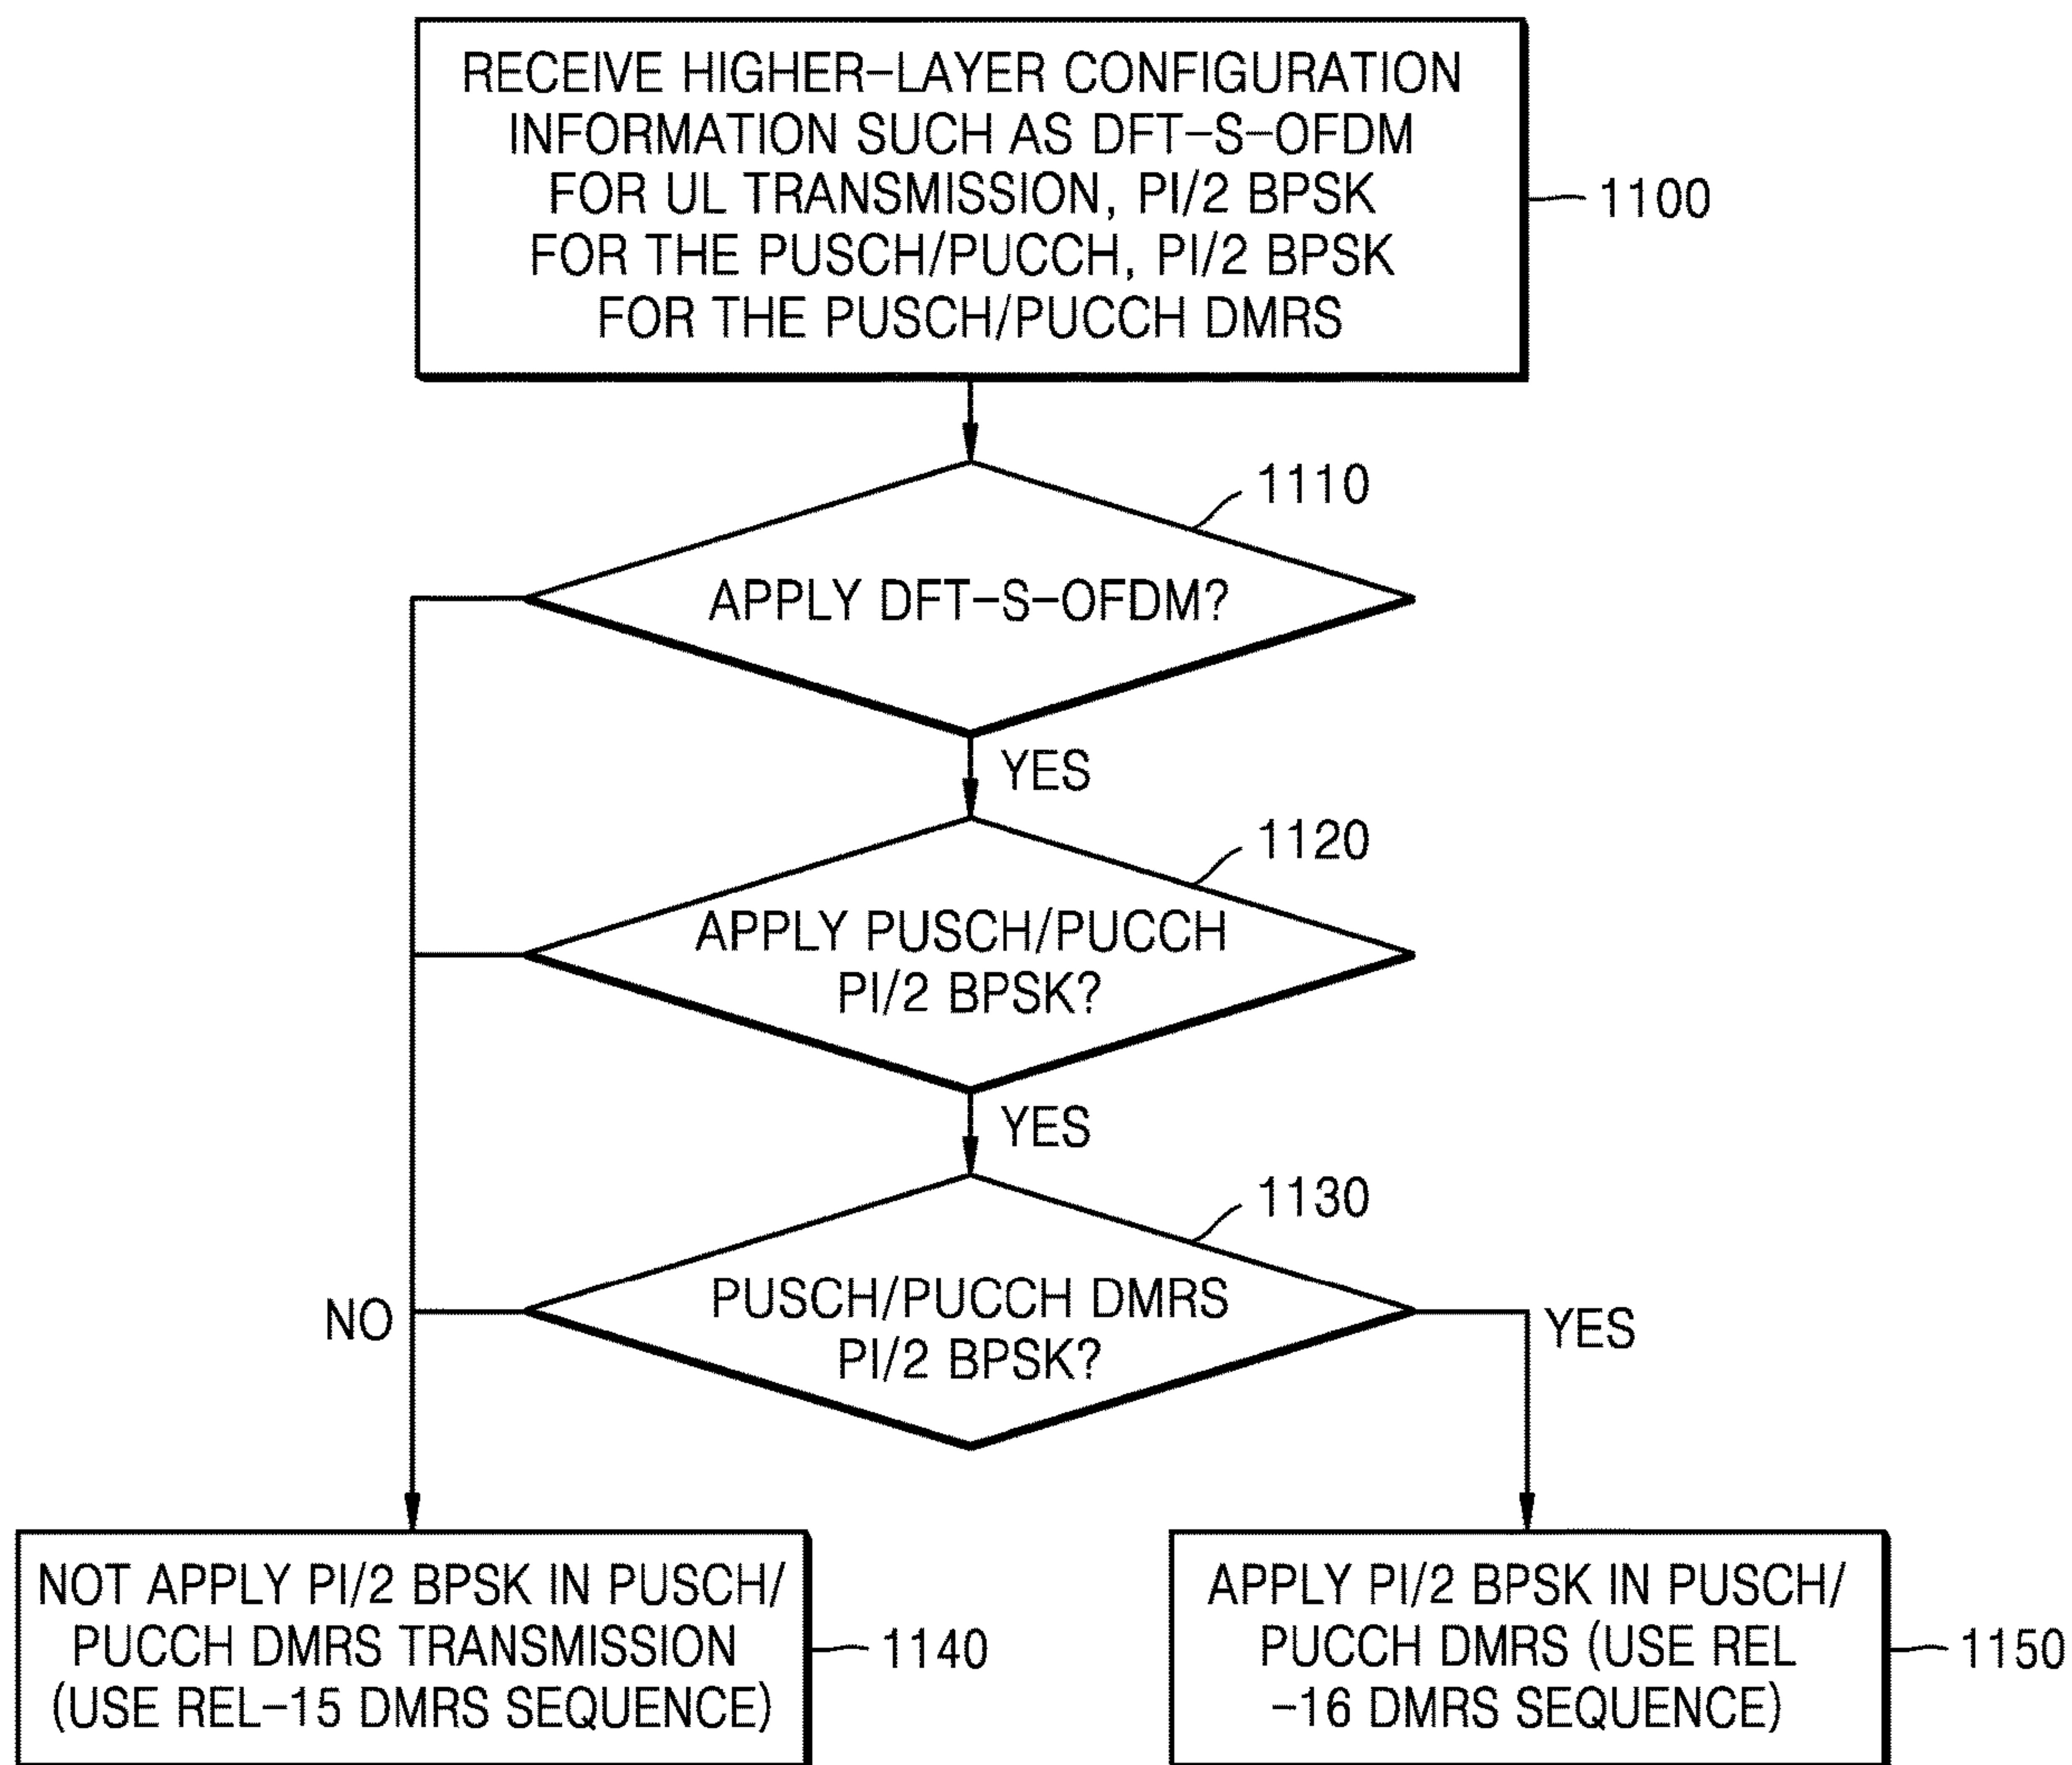 RECEIVE HIGHER-LAYER CONFIGURATION
INFORMATION SUCH AS DFT-S-OFDM
FOR UL TRANSMISSION, PI/2 BPSK
FOR THE PUSCH/PUCCH, PI/2 BPSK
FOR THE PUSCH/PUCCH DMRS
1100
1110
APPLY DFT-S-OFDM?
YES
1120
APPLY PUSCH/PUCCH
PI/2 BPSK?
YES
1130
PUSCH/PUCCH DMRS
PI/2 BPSK?
NO
YES
NOT APPLY PI/2 BPSK IN PUSCH/
PUCCH DMRS TRANSMISSION
(USE REL-15 DMRS SEQUENCE)
1140
APPLY PI/2 BPSK IN PUSCH/
PUCCH DMRS (USE REL
-16 DMRS SEQUENCE)
1150